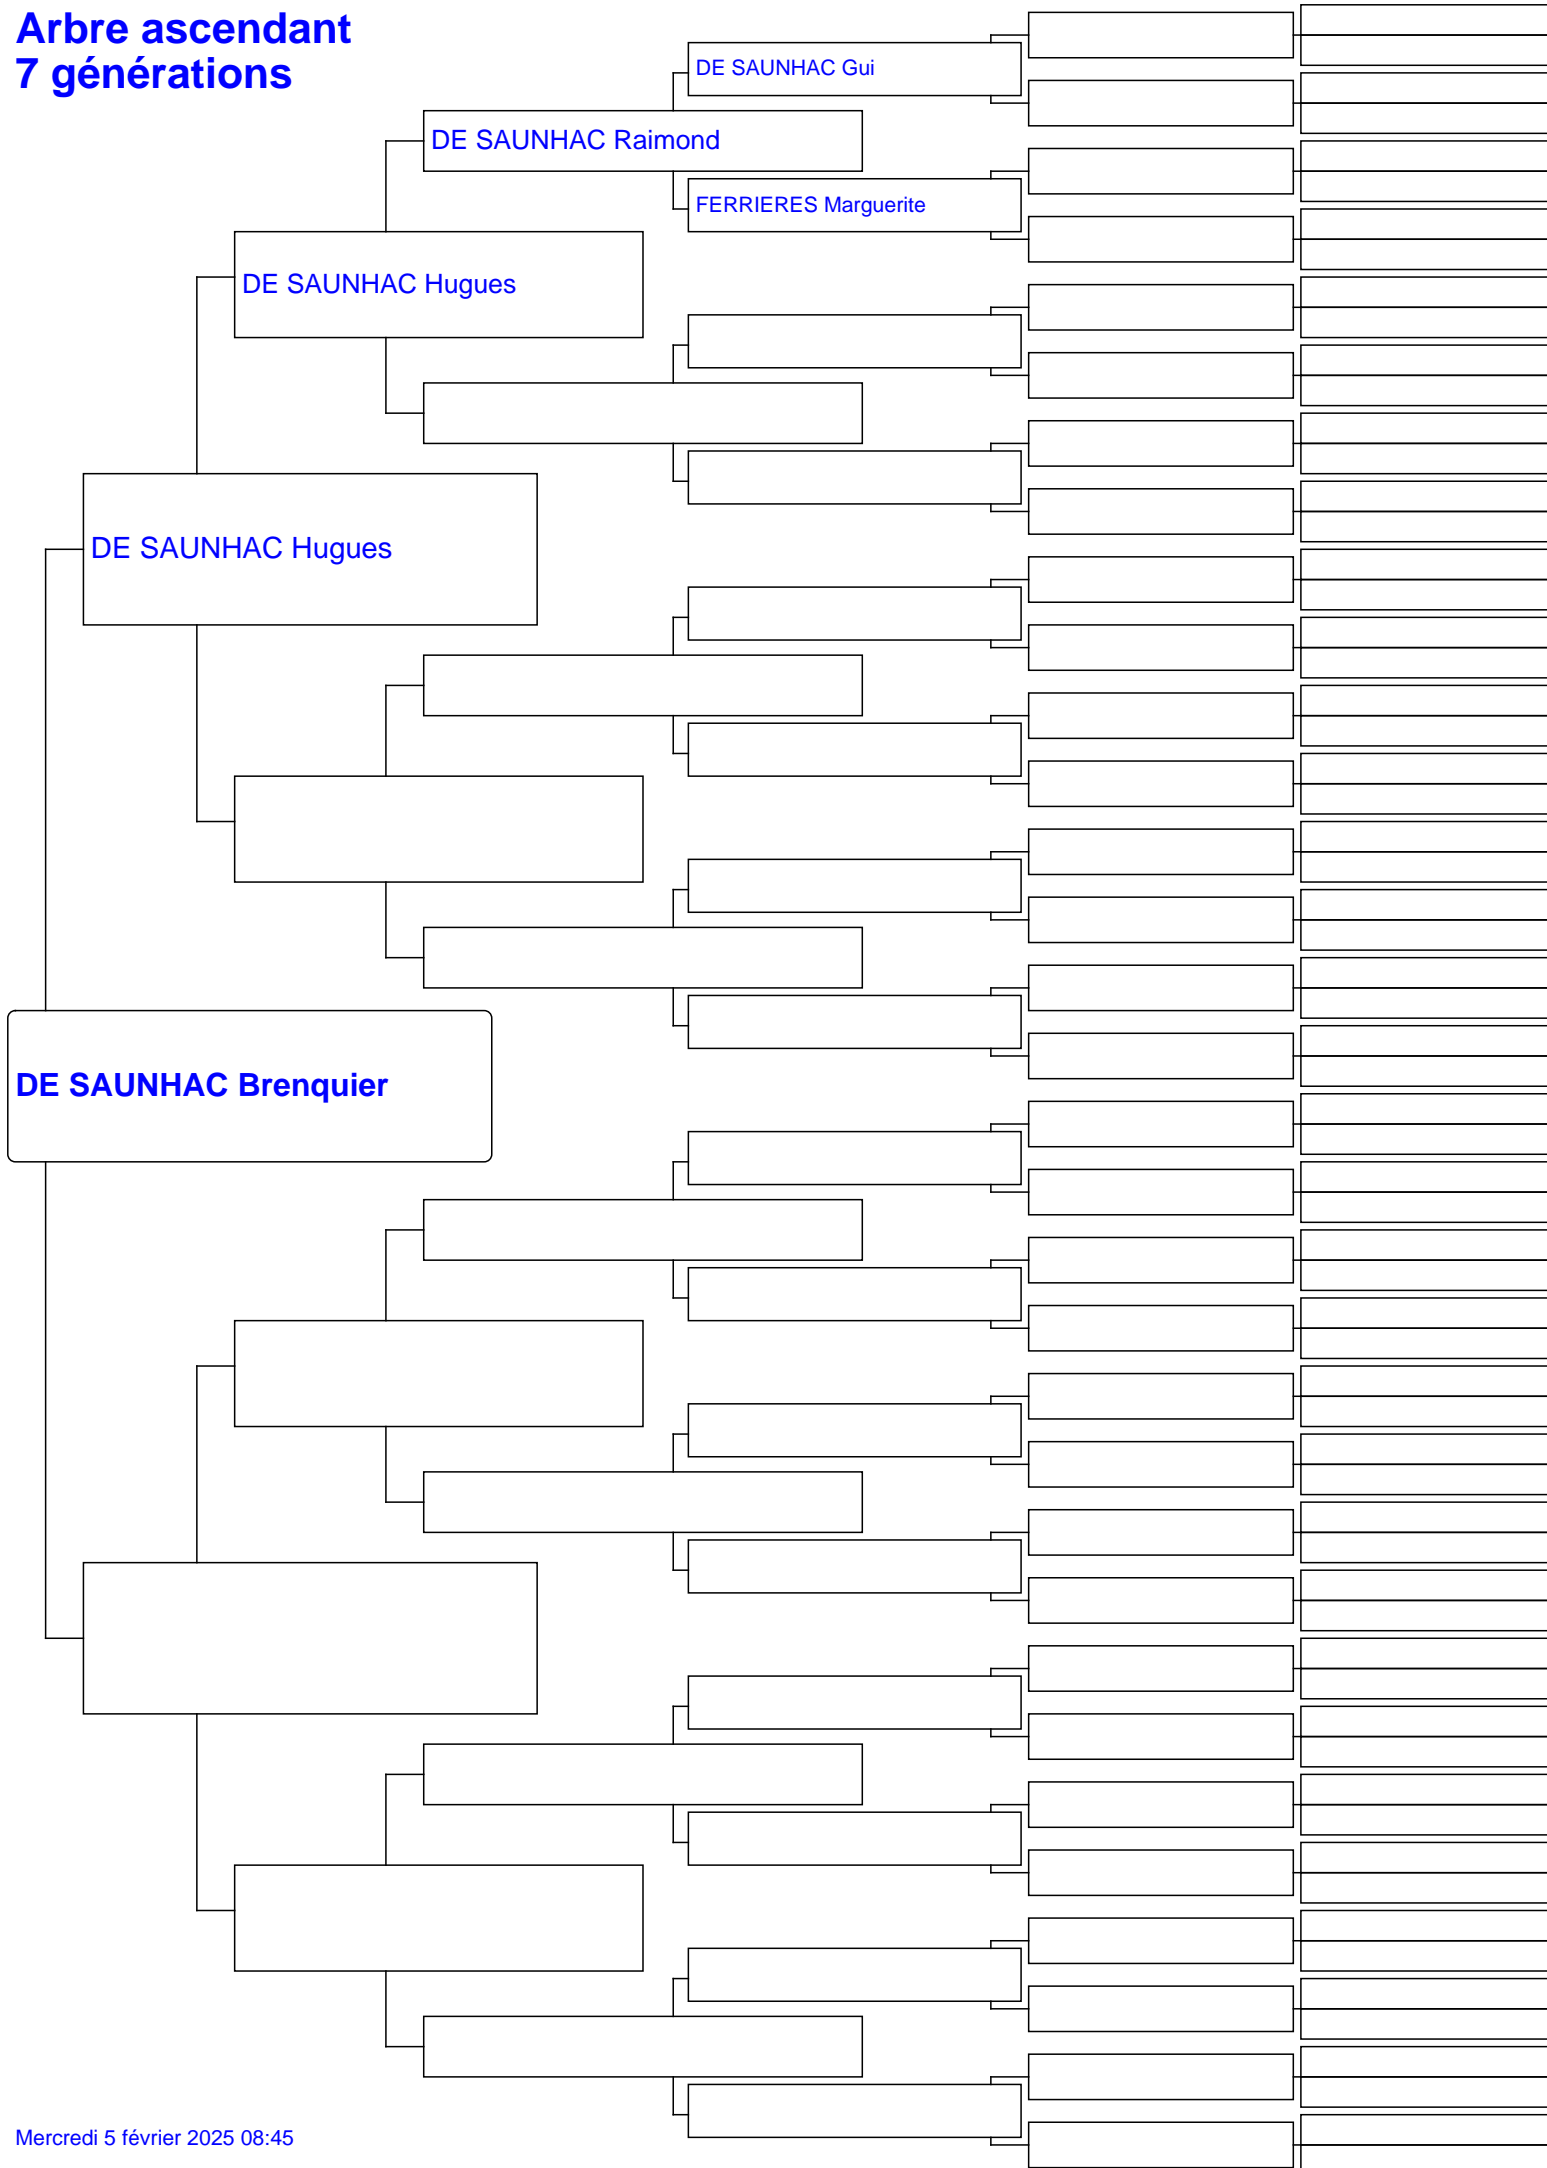 Arbre ascendant
7 générations
DE SAUNHAC Gui
DE SAUNHAC Raimond
FERRIERES Marguerite
DE SAUNHAC Hugues
DE SAUNHAC Hugues
DE SAUNHAC Brenquier
Mercredi 5 février 2025 08:45